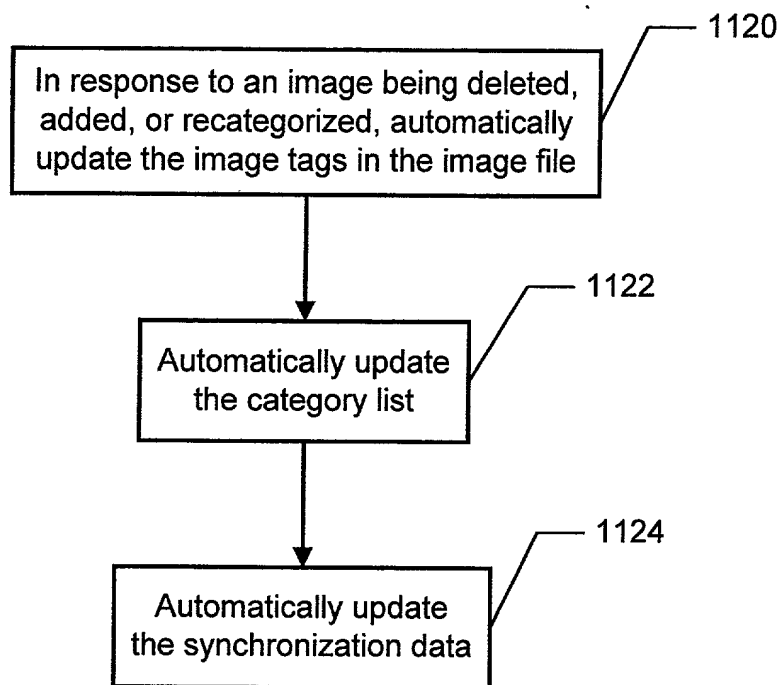 1120
In response to an image being deleted,
added, or recategorized, automatically
update the image tags in the image file
1122
Automatically update
the category list
1124
Automatically update
the synchronization data